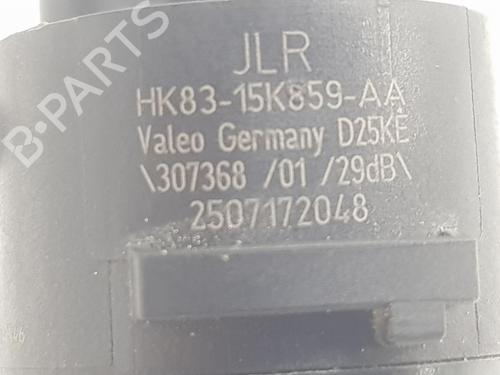 JLR
HK83-15K859-AA
Valeo Germany D25KE
\307368 /01 /29dB\
2507172048
B-PARTS